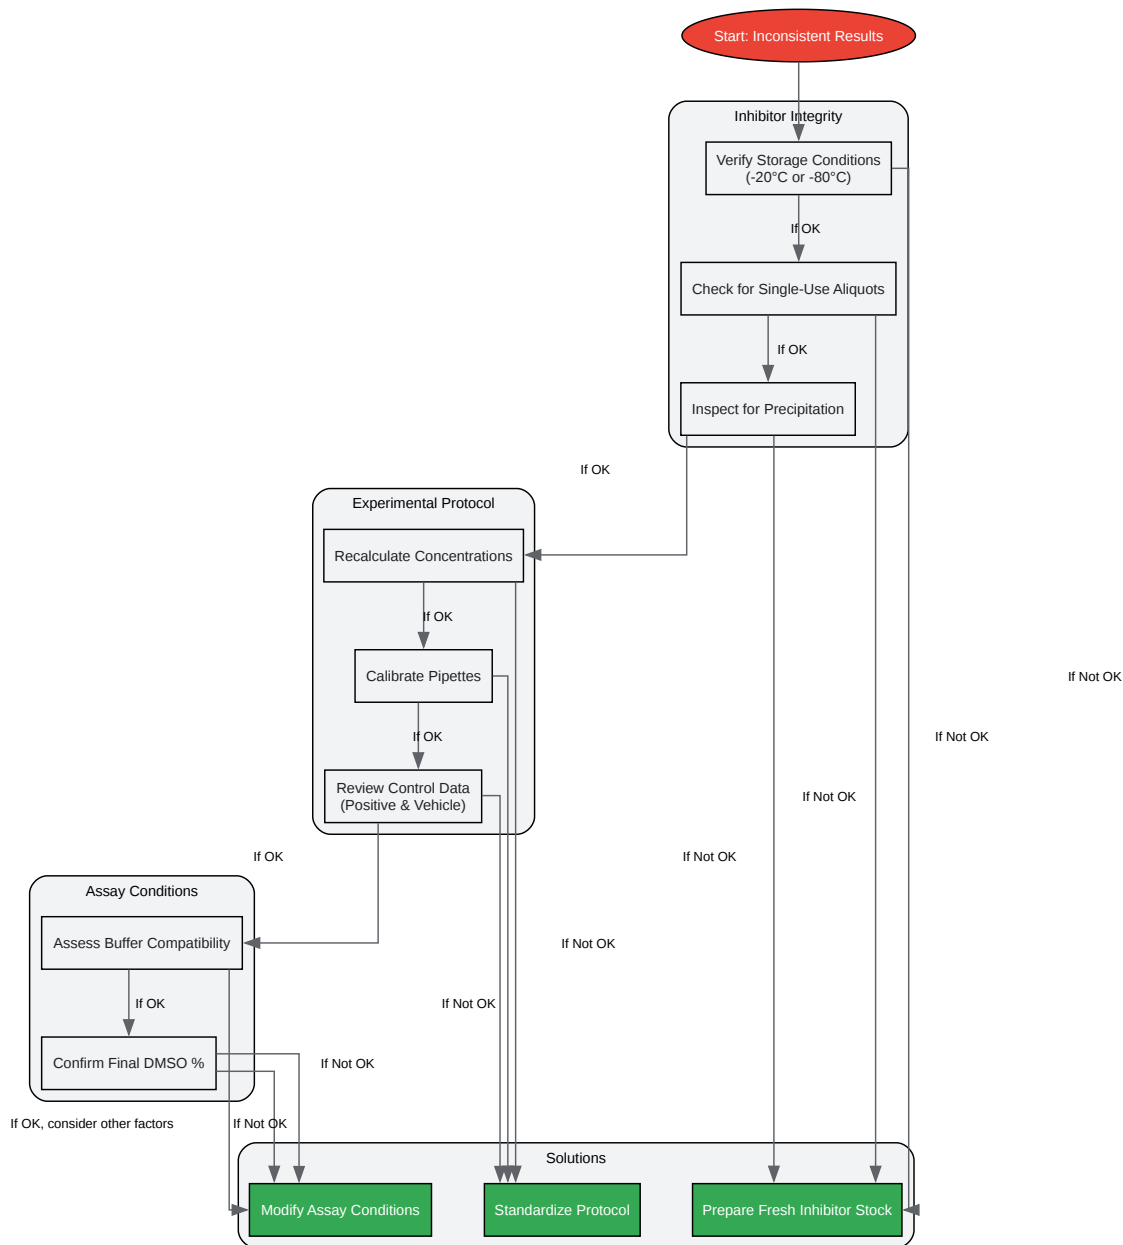 Start: Inconsistent Results
Inhibitor Integrity
Verify Storage Conditions
(-20°C or -80°C)
If OK
Check for Single-Use Aliquots
If OK
Inspect for Precipitation
If OK
Experimental Protocol
Recalculate Concentrations
If OK
Calibrate Pipettes
If Not OK
If OK
If Not OK
Review Control Data
(Positive & Vehicle)
If Not OK
If OK
If Not OK
Assay Conditions
Assess Buffer Compatibility
If Not OK
If OK
If Not OK
Confirm Final DMSO %
If Not OK
If OK, consider other factors
If Not OK
Solutions
Modify Assay Conditions
Standardize Protocol
Prepare Fresh Inhibitor Stock